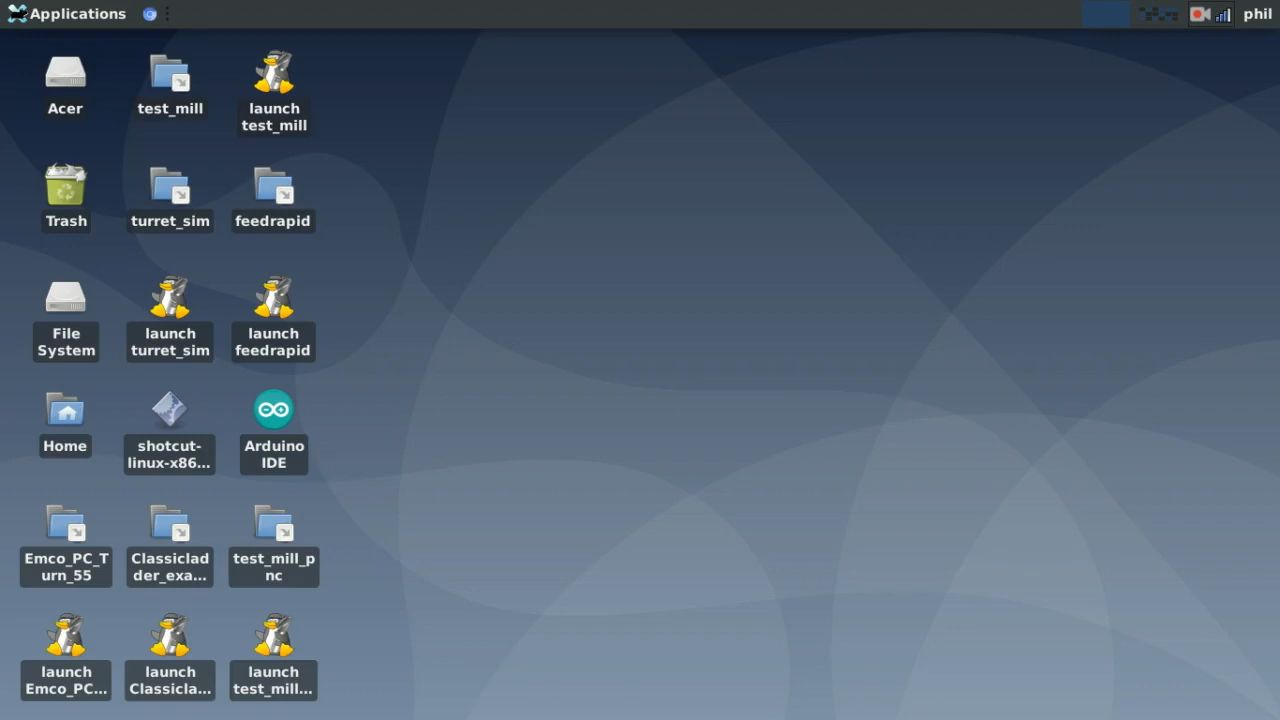 Applications
phil
Acer
test_mill
launch
test_mill
Trash
turret_sim
feedrapid
File
System
launch
turret_sim
launch
feedrapid
Home
shotcut-
linux-x86...
Arduino
IDE
Emco_PC_T
urn_55
Classiclad
der_exa...
test_mill_p
nc
launch
Emco_PC...
launch
Classicla...
launch
test_mill...